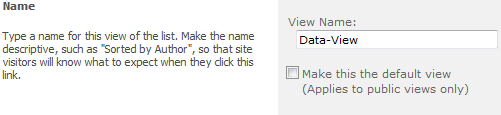 Name
Type a name for this view of the list. Make the name
descriptive, such as "Sorted by Author", so that site
visitors will know what to expect when they click this
link.
View Name:
Data-View
Make this the default view
(Applies to public views only)